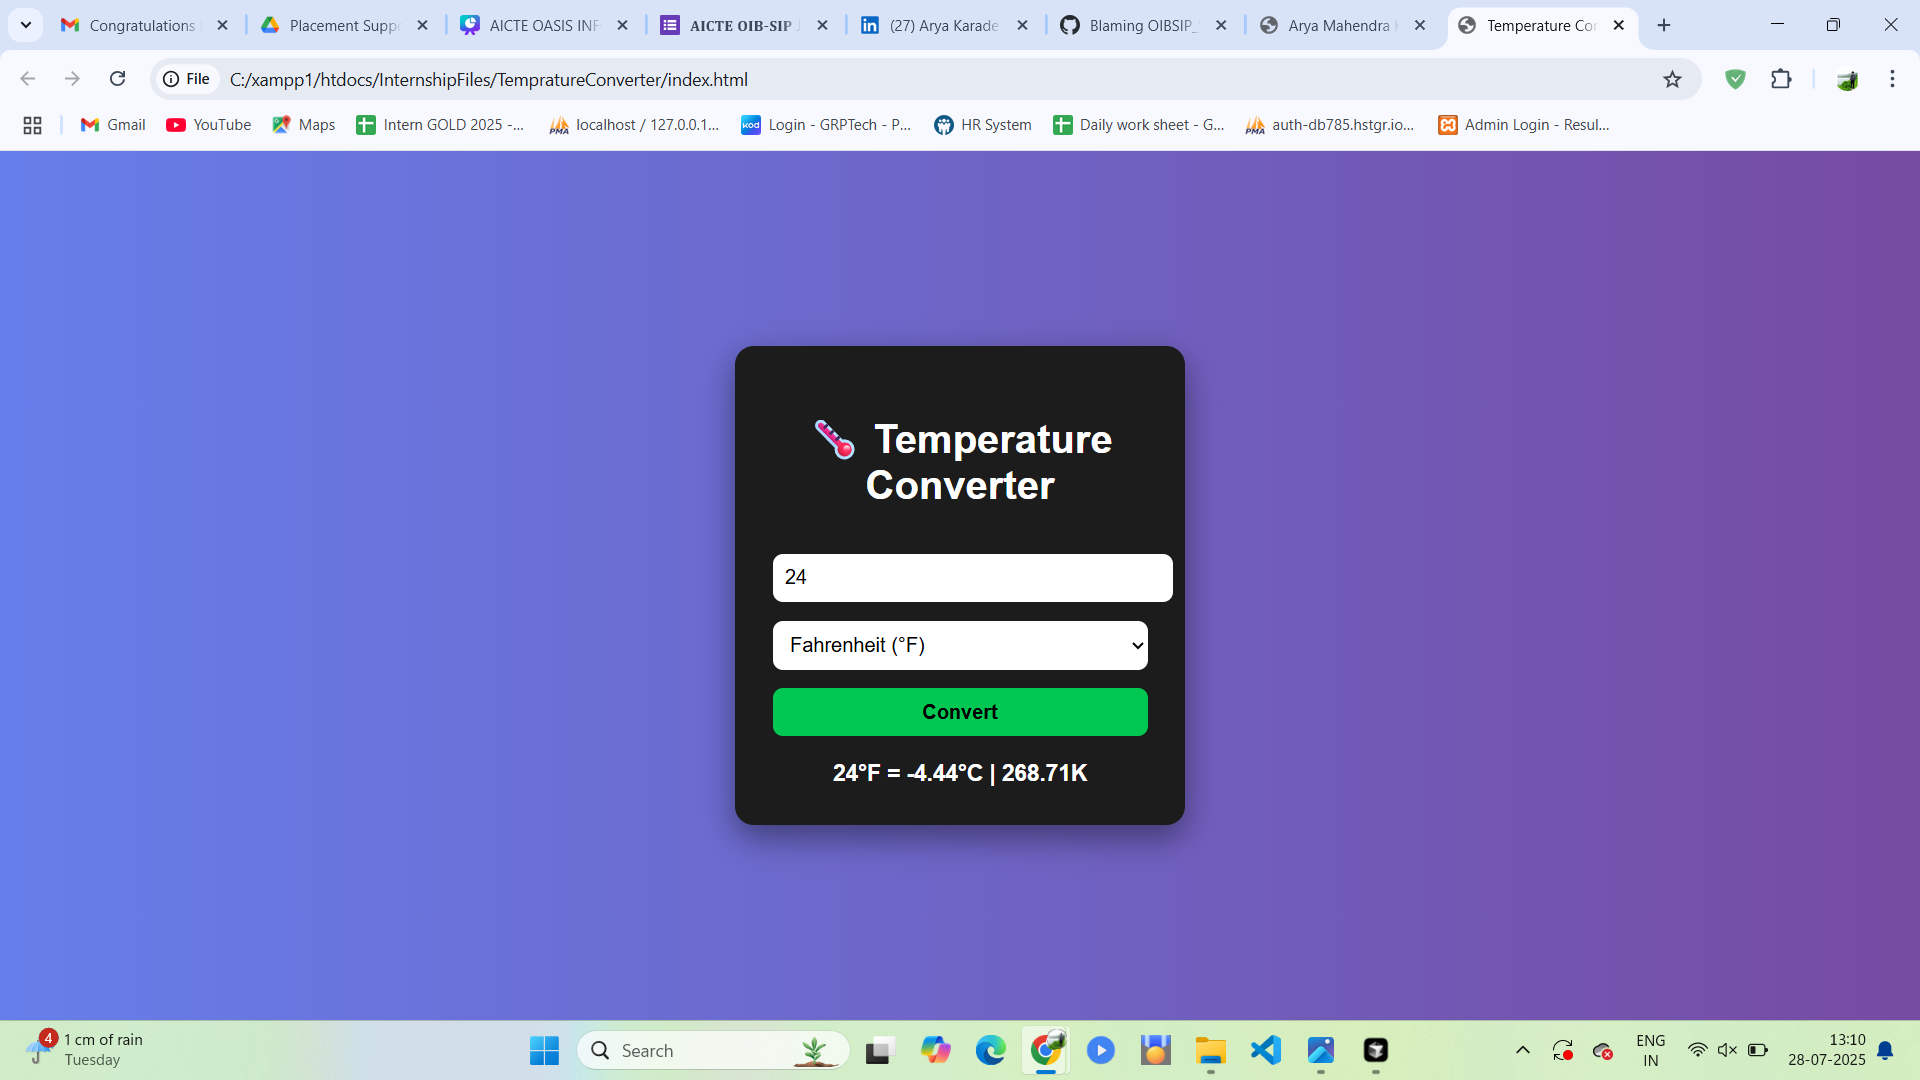 Congratulations
Placement Suppo
AICTE OASIS INF
AICTE OIB-SIP J
(27) Arya Karade
Blaming OIBSIP_
Arya Mahendra
Temperature Con
File
C:/xampp1/htdocs/InternshipFiles/TempratureConverter/index.html
Gmail
YouTube
Maps
Intern GOLD 2025 -...
localhost / 127.0.0.1...
Login - GRPTech - P...
HR System
Daily work sheet - G...
auth-db785.hstgr.io...
Admin Login - Resul...
🌡️ Temperature
Converter
24
Fahrenheit (°F)
Convert
24°F = -4.44°C | 268.71K
4
1 cm of rain
Tuesday
Search
ENG
IN
13:10
28-07-2025